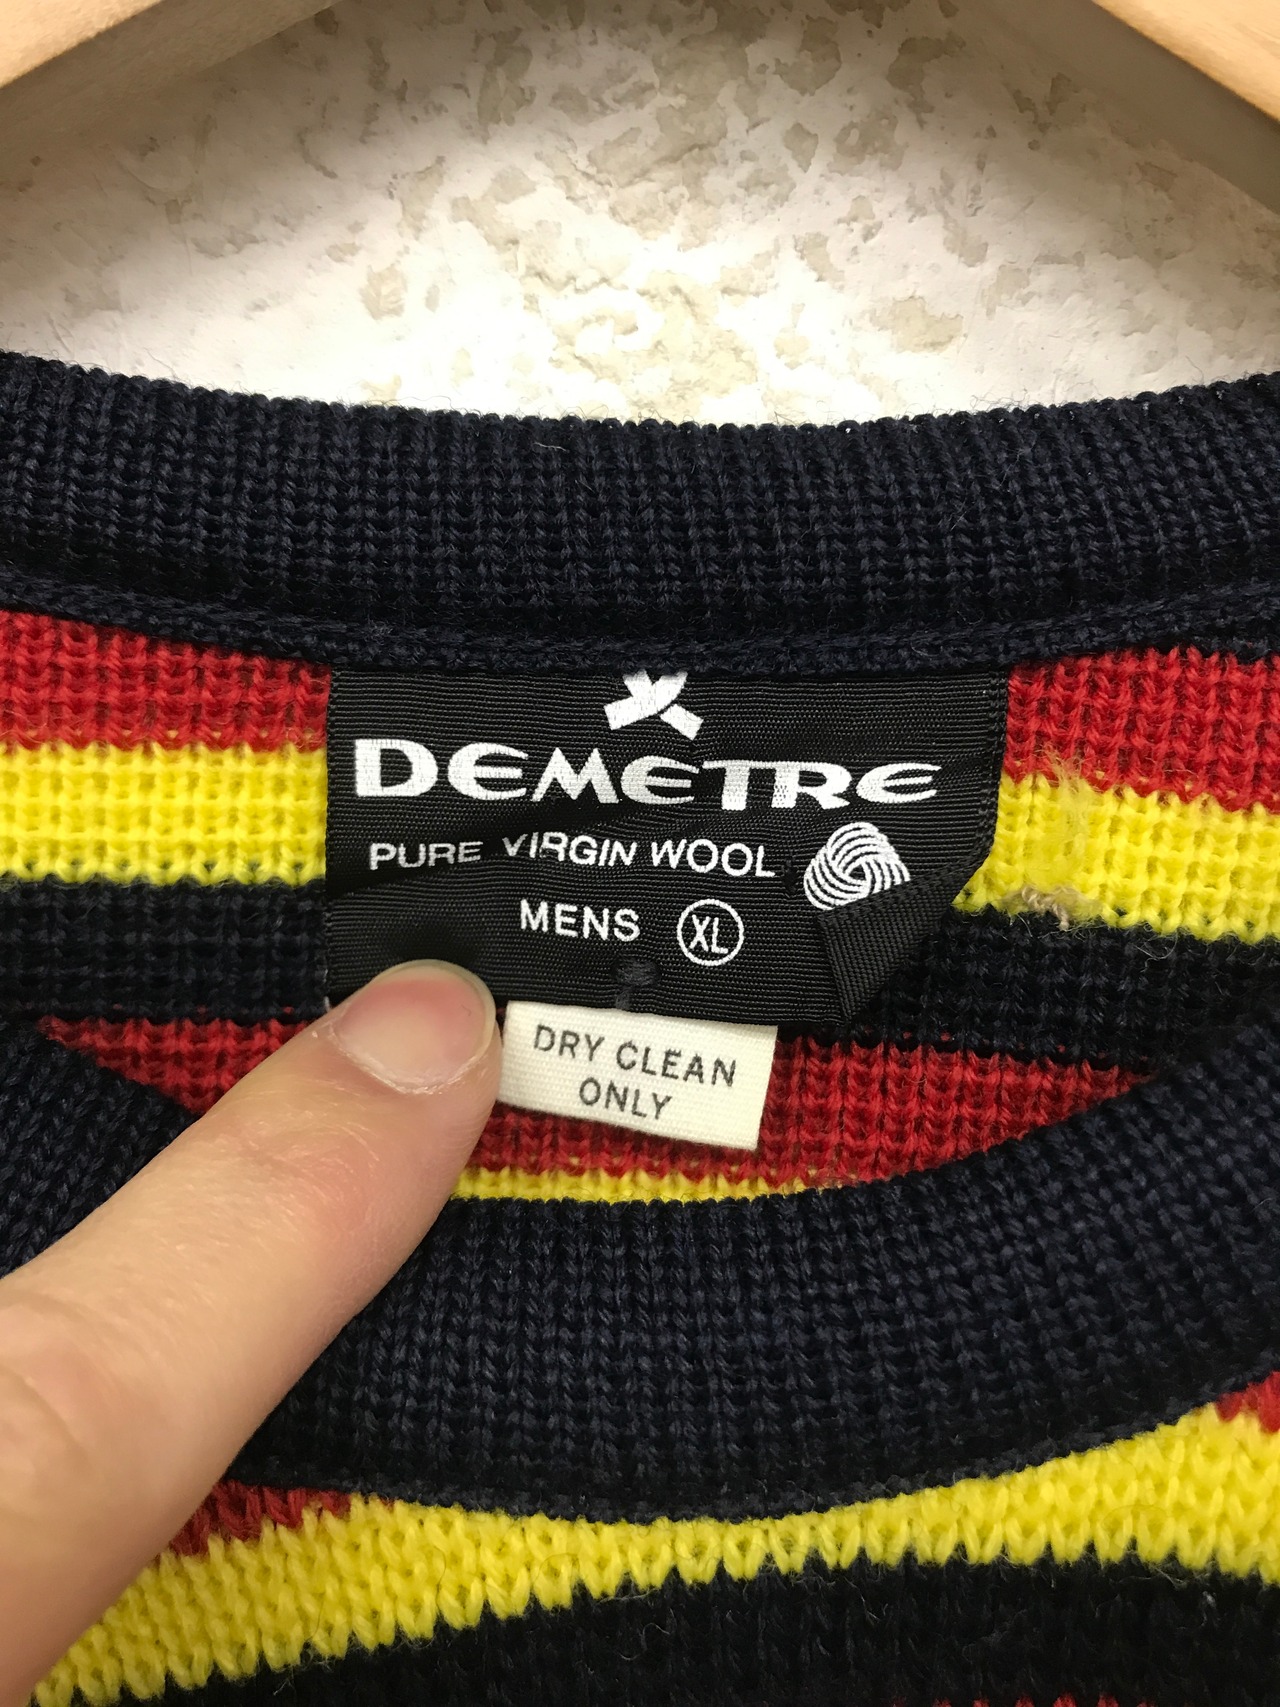 DEMETRE
PURE VIRGIN WOOL
MENS XL
DRY CLEAN
ONLY